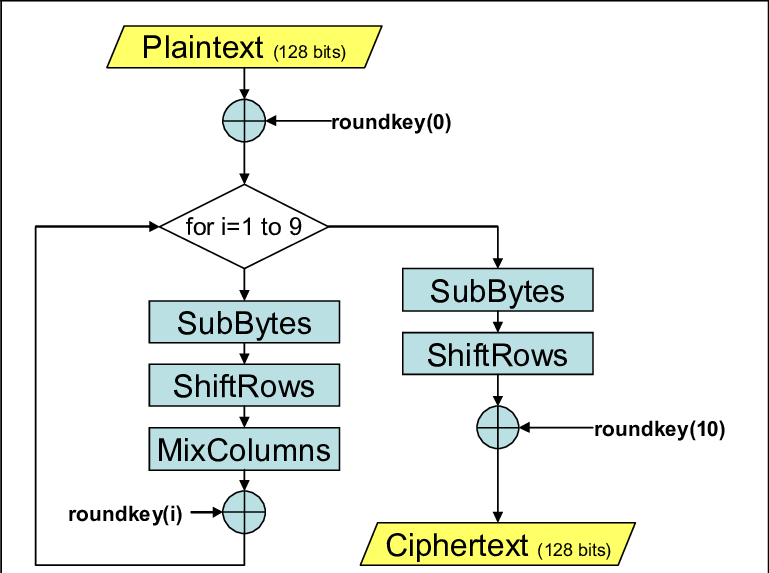 Plaintext (128 bits)
roundkey(0)
for i=1 to 9
SubBytes
ShiftRows
MixColumns
roundkey(i)
SubBytes
ShiftRows
roundkey(10)
Ciphertext (128 bits)